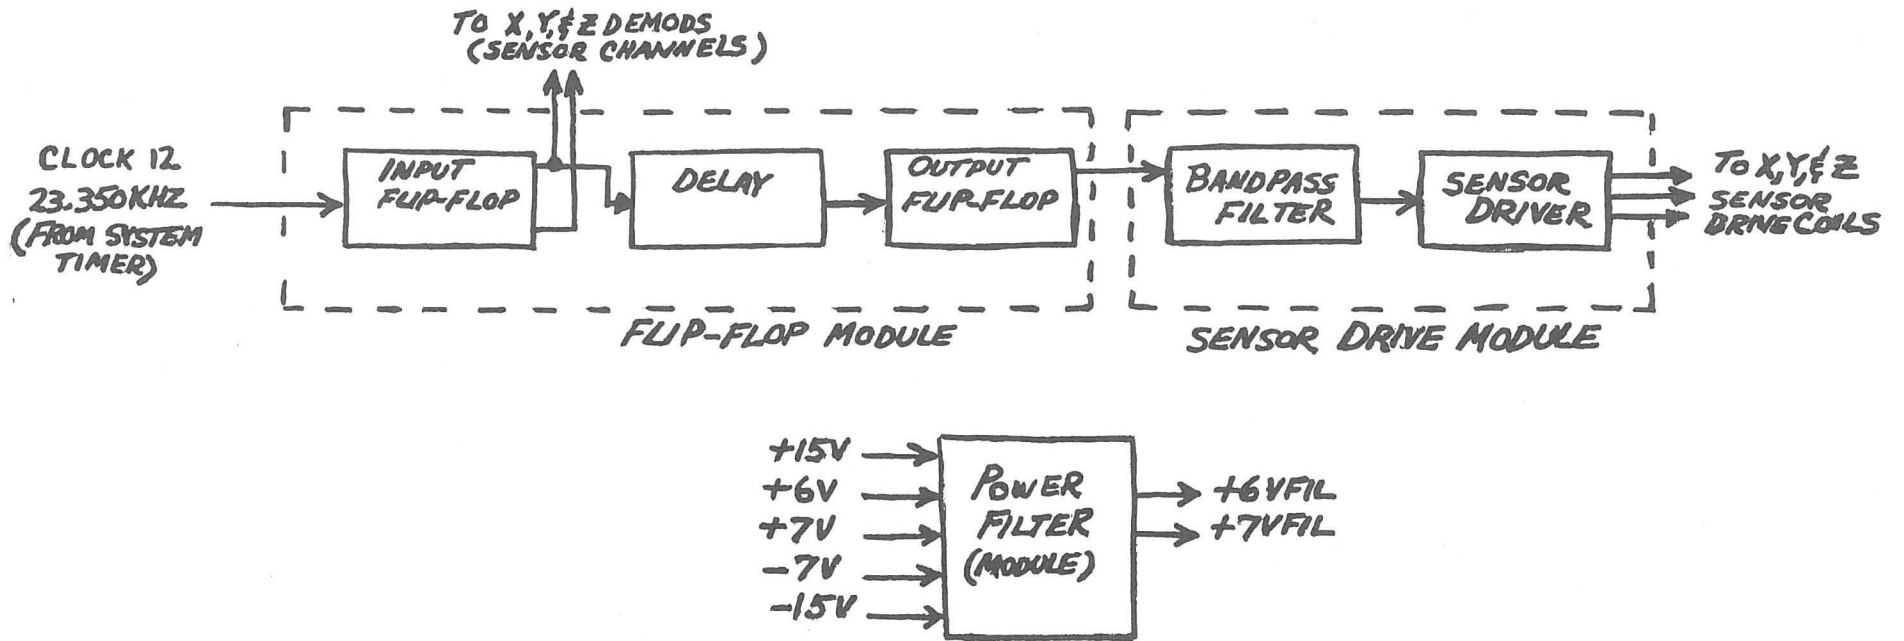 TO X, Y, & Z DEMODS
(SENSOR CHANNELS)
CLOCK 12
23.350KHZ
(FROM SYSTEM
TIMER)
INPUT
FLIP-FLOP
DELAY
OUTPUT
FLIP-FLOP
BANDPASS
FILTER
SENSOR
DRIVER
TO X, Y, & Z
SENSOR
DRIVE COILS
FLIP-FLOP MODULE
SENSOR DRIVE MODULE
+15V
+6V
+7V
-7V
-15V
POWER
FILTER
(MODULE)
+6VFIL
+7VFIL